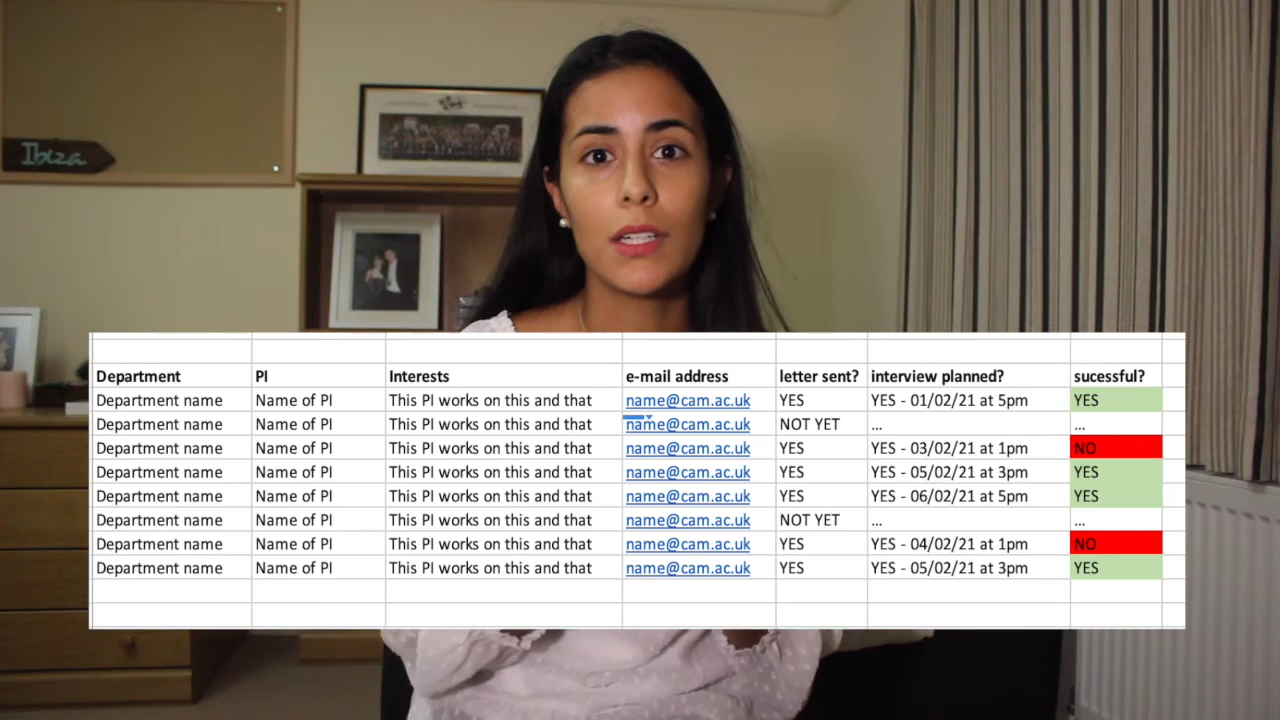 Ibiza
Department PI Interests e-mail address letter sent? interview planned? sucessful?
Department name Name of PI This PI works on this and that name@cam.ac.uk YES YES - 01/02/21 at 5pm YES
Department name Name of PI This PI works on this and that name@cam.ac.uk NOT YET ... ...
Department name Name of PI This PI works on this and that name@cam.ac.uk YES YES - 03/02/21 at 1pm NO
Department name Name of PI This PI works on this and that name@cam.ac.uk YES YES - 05/02/21 at 3pm YES
Department name Name of PI This PI works on this and that name@cam.ac.uk YES YES - 06/02/21 at 5pm YES
Department name Name of PI This PI works on this and that name@cam.ac.uk NOT YET ... ...
Department name Name of PI This PI works on this and that name@cam.ac.uk YES YES - 04/02/21 at 1pm NO
Department name Name of PI This PI works on this and that name@cam.ac.uk YES YES - 05/02/21 at 3pm YES